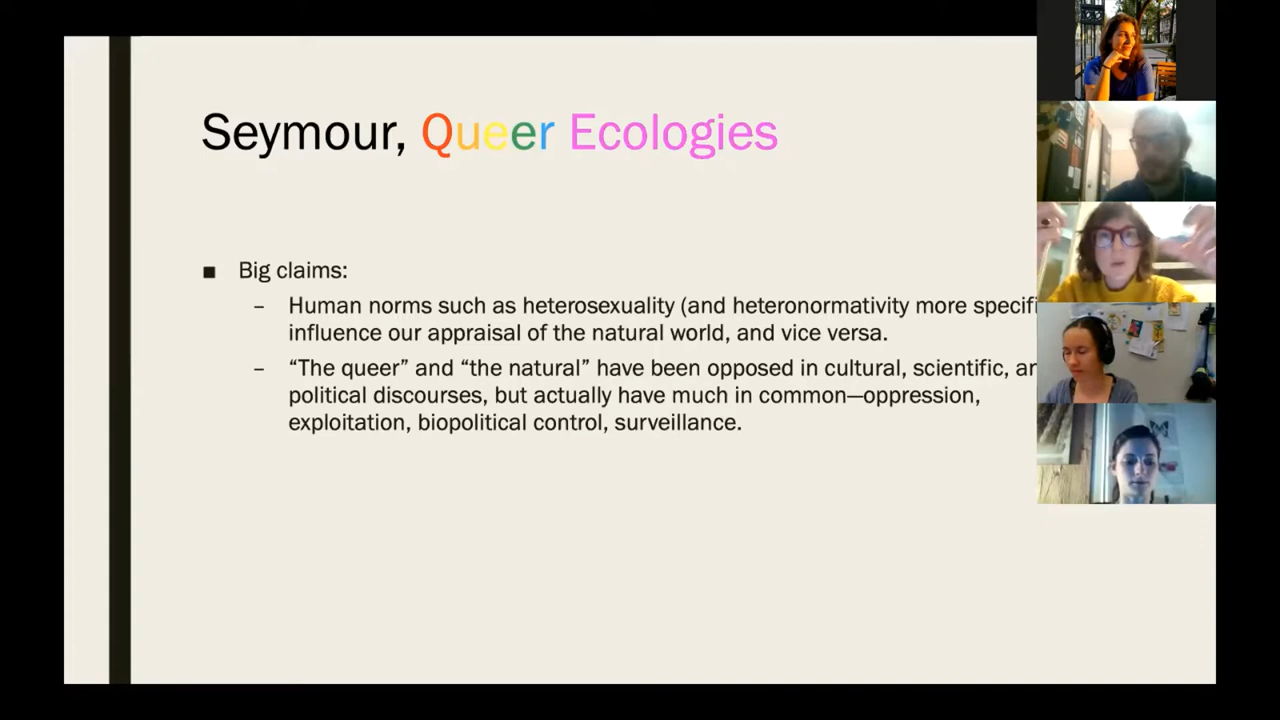 Seymour, Queer Ecologies
■ Big claims:
– Human norms such as heterosexuality (and heteronormativity more specifi
influence our appraisal of the natural world, and vice versa.
– “The queer” and “the natural” have been opposed in cultural, scientific, an
political discourses, but actually have much in common—oppression,
exploitation, biopolitical control, surveillance.